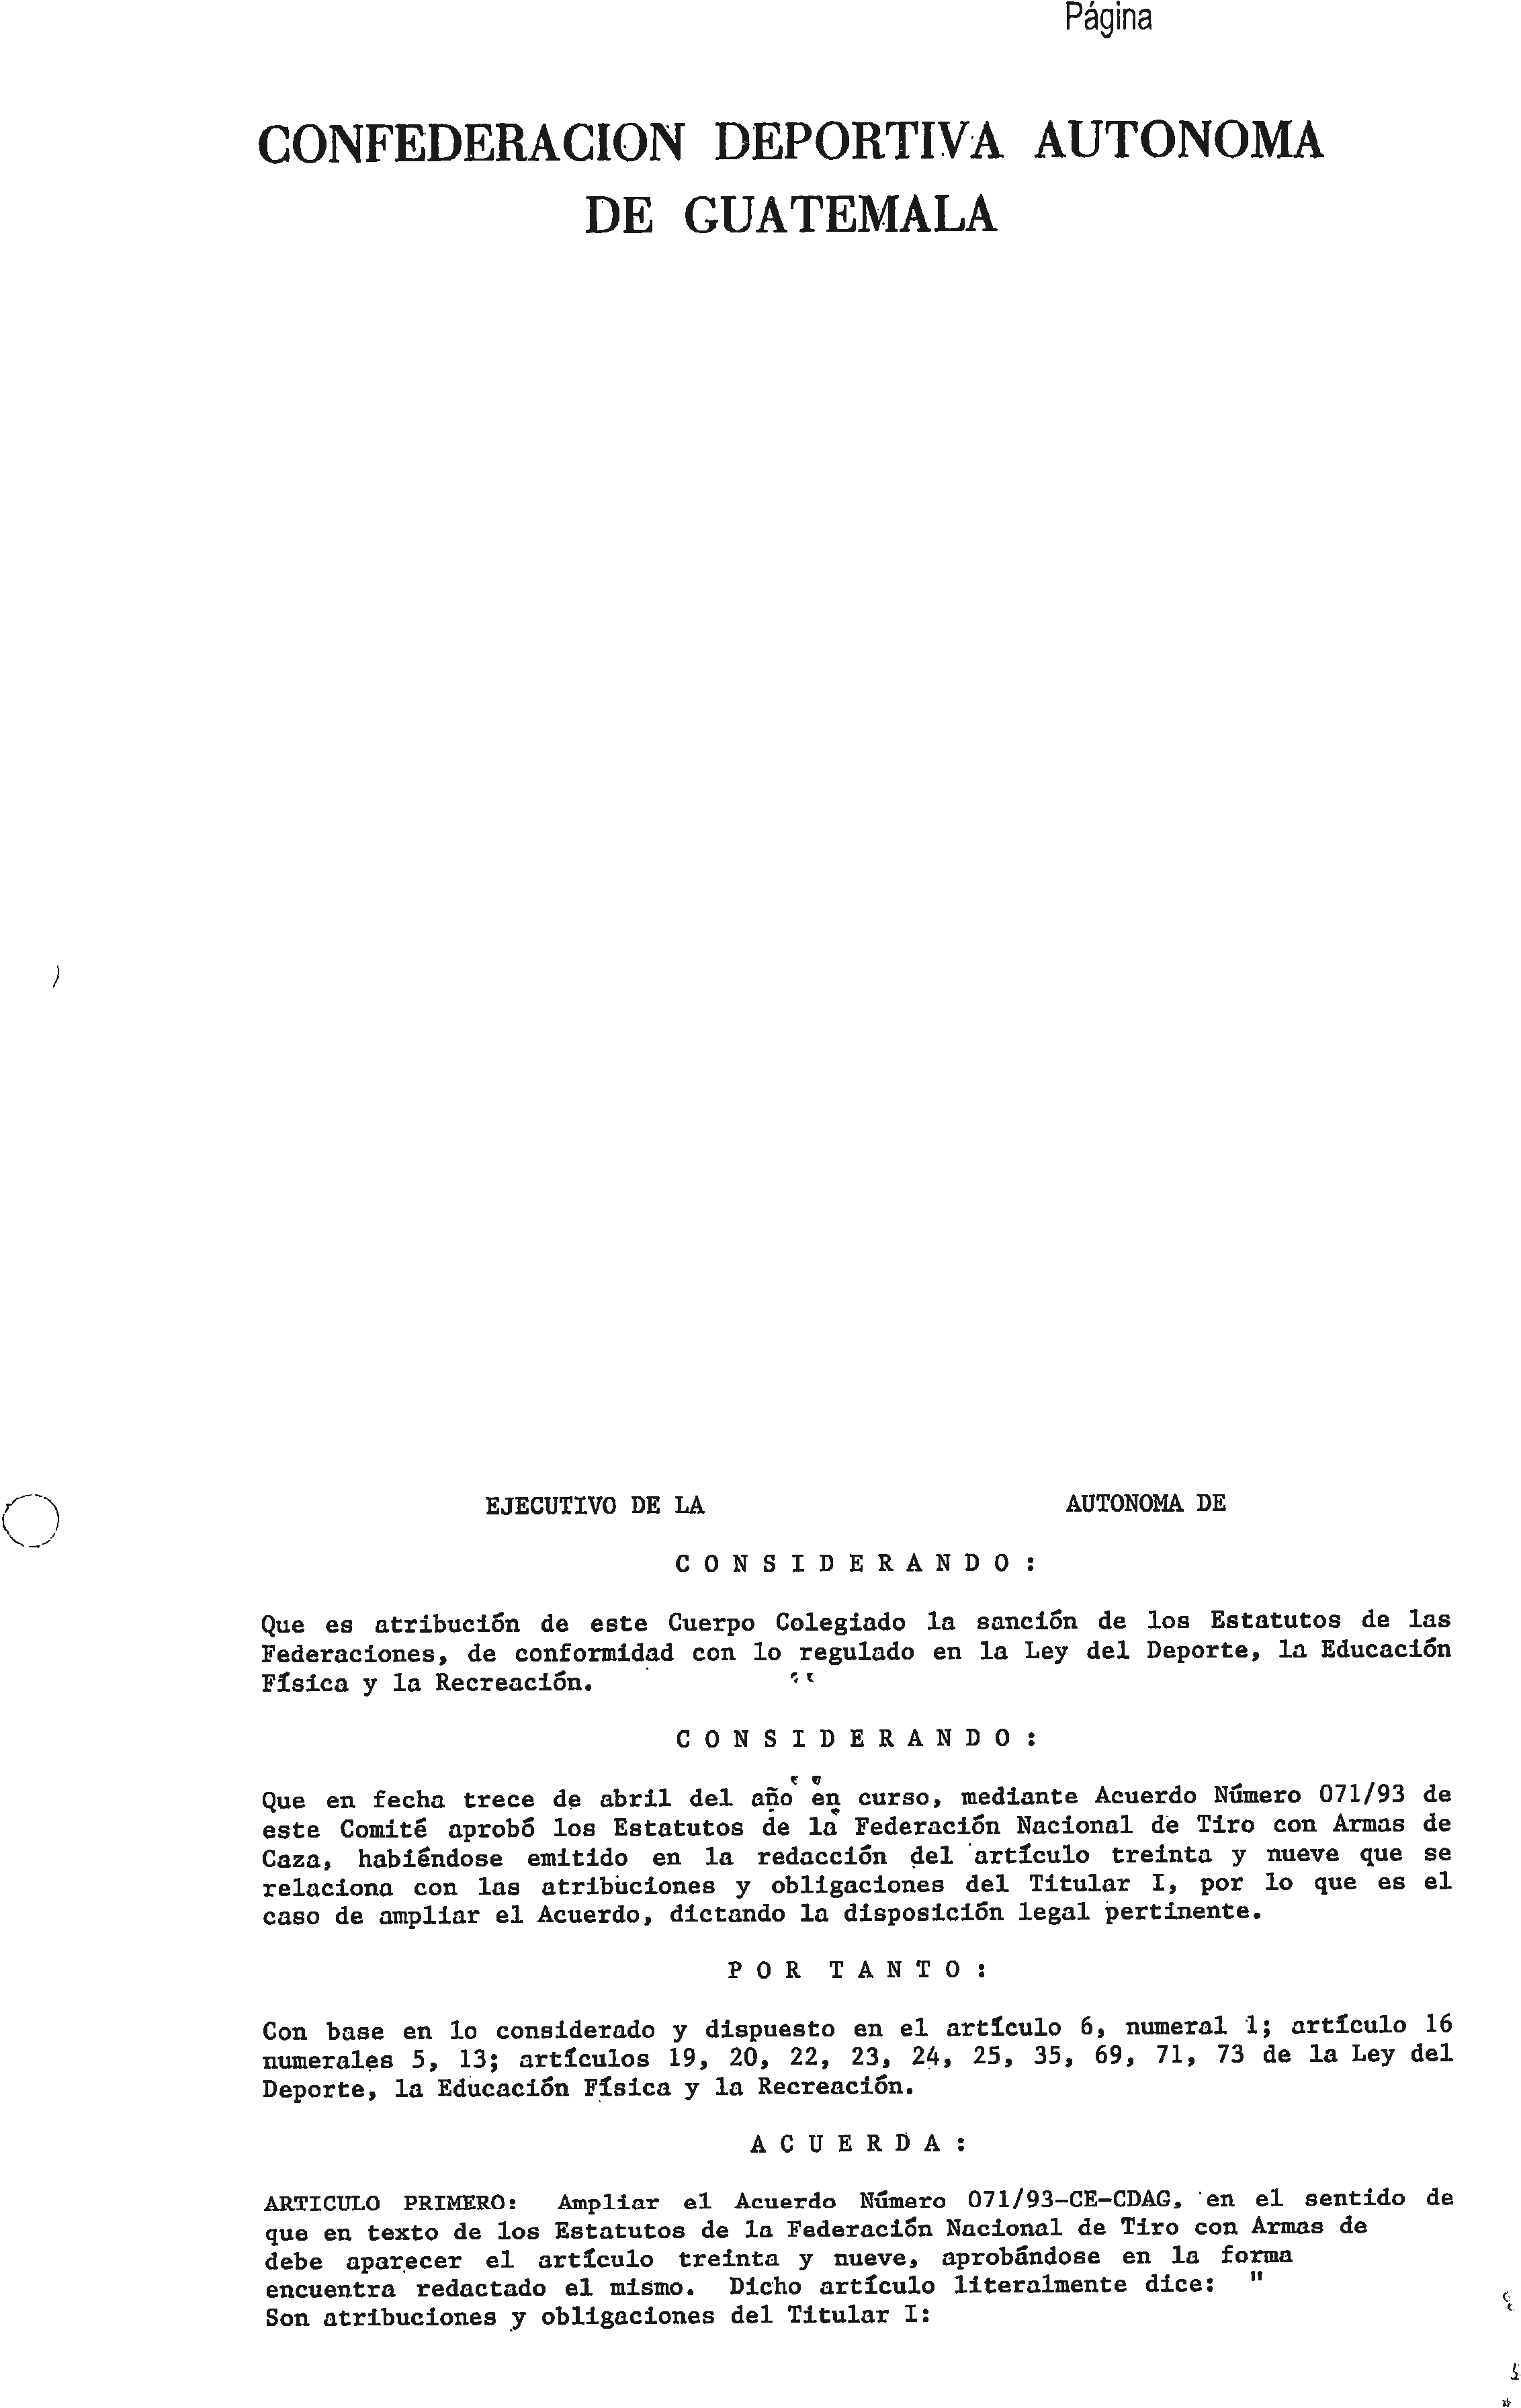 Página
CONFEDERACION DEPORTIVA AUTONOMA
DE GUATEMALA
EJECUTIVO DE LA AUTONOMA DE
C O N S I D E R A N D O :
Que es atribución de este Cuerpo Colegiado la sanción de los Estatutos de las
Federaciones, de conformidad con lo regulado en la Ley del Deporte, la Educación
Física y la Recreación.
C O N S I D E R A N D O :
Que en fecha trece de abril del año en curso, mediante Acuerdo Número 071/93 de
este Comité aprobó los Estatutos de la Federación Nacional de Tiro con Armas de
Caza, habiéndose emitido en la redacción del artículo treinta y nueve que se
relaciona con las atribuciones y obligaciones del Titular I, por lo que es el
caso de ampliar el Acuerdo, dictando la disposición legal pertinente.
P O R T A N T O :
Con base en lo considerado y dispuesto en el artículo 6, numeral 1; artículo 16
numerales 5, 13; artículos 19, 20, 22, 23, 24, 25, 35, 69, 71, 73 de la Ley del
Deporte, la Educación Física y la Recreación.
A C U E R D A :
ARTICULO PRIMERO: Ampliar el Acuerdo Número 071/93-CE-CDAG, en el sentido de
que en texto de los Estatutos de la Federación Nacional de Tiro con Armas de
debe aparecer el artículo treinta y nueve, aprobándose en la forma
encuentra redactado el mismo. Dicho artículo literalmente dice: "
Son atribuciones y obligaciones del Titular I: